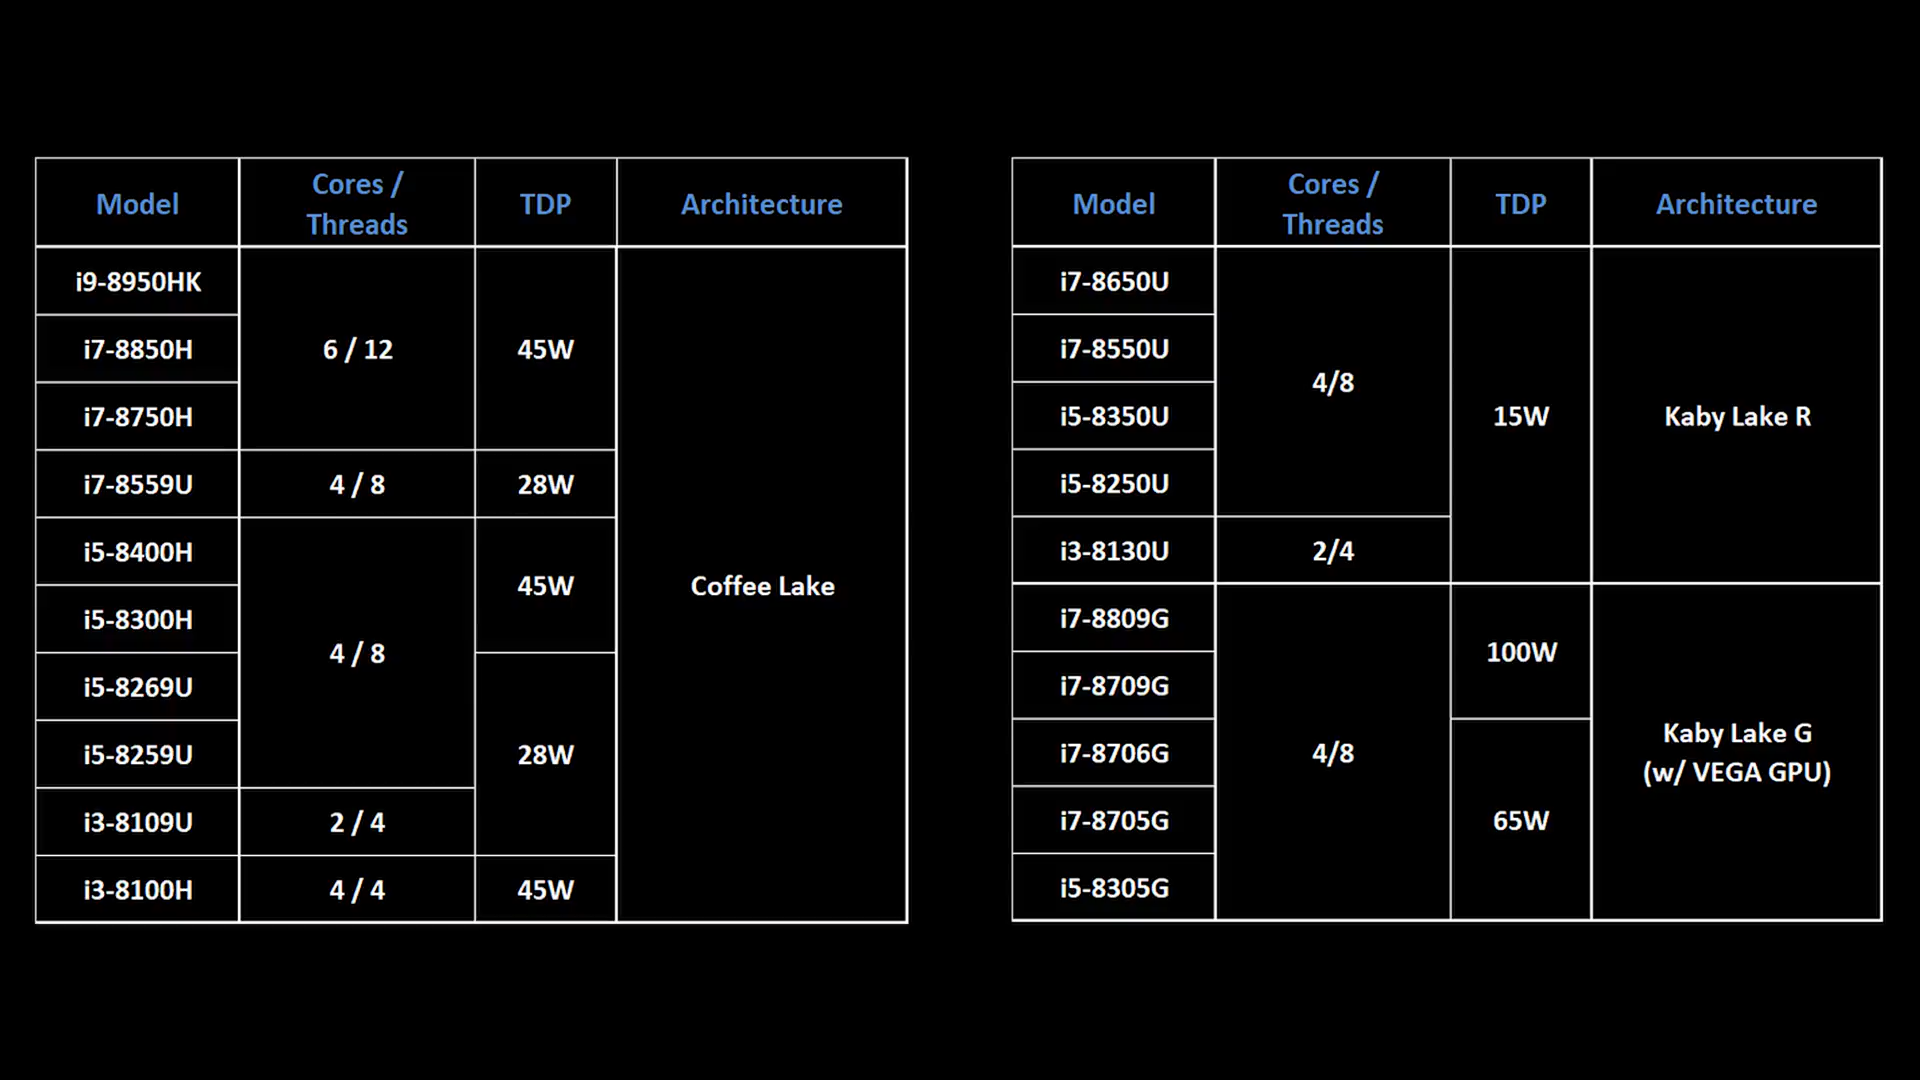 Model
Cores /
Threads
TDP
Architecture
i9-8950HK
i7-8850H
i7-8750H
6 / 12
45W
i7-8559U
4 / 8
28W
i5-8400H
i5-8300H
45W
i5-8269U
i5-8259U
4 / 8
28W
i3-8109U
2 / 4
i3-8100H
4 / 4
45W
Coffee Lake
Model
Cores /
Threads
TDP
Architecture
i7-8650U
i7-8550U
i5-8350U
i5-8250U
4/8
i3-8130U
2/4
15W
Kaby Lake R
i7-8809G
i7-8709G
100W
i7-8706G
i7-8705G
i5-8305G
4/8
65W
Kaby Lake G
(w/ VEGA GPU)